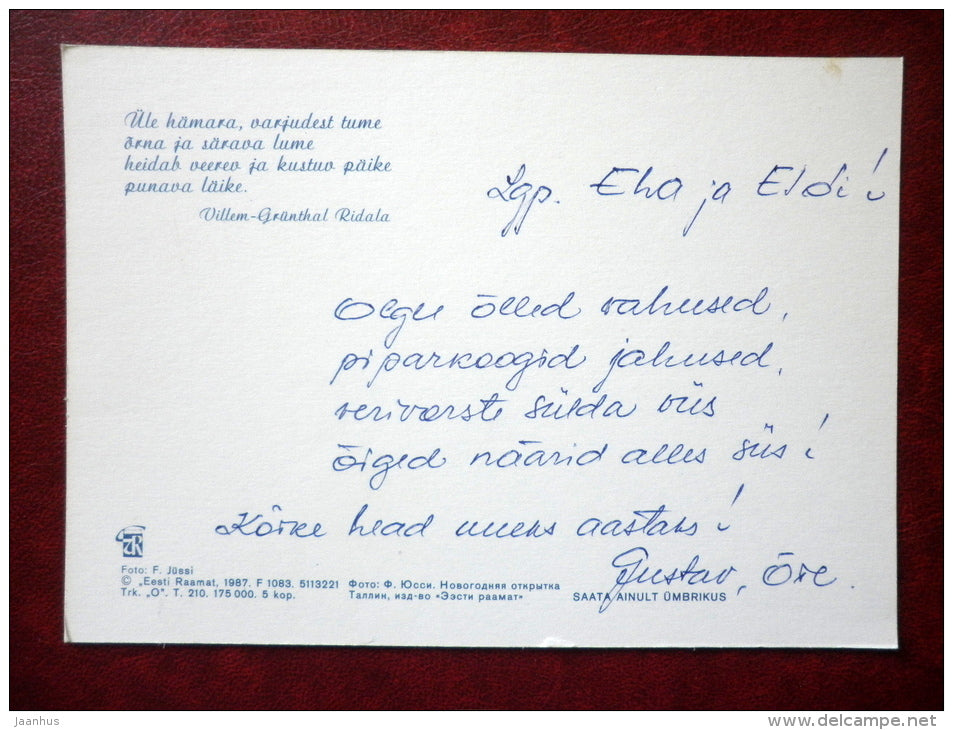 Üle hämara, varjudest tume
õrna ja särava lume
heidab veerev ja kustuv päike
punava läike.
Villem-Grünthal Ridala
Lgp. Eha ja Eldi!
Olgu õlled vahused,
piparkoogid jahused,
verivorste sülda viis
õiged näärid alles siis!
Kõike head uueks aastaks!
Gustav, Õie.
Foto: F. Jüssi
© „Eesti Raamat, 1987. F 1083. 5113221
Trk. „O”. T. 210. 175 000. 5 kop.
Фото: Ф. Юсси. Новогодняя открытка
Таллин, изд-во «Ээсти раамат»
SAATA AINULT ÜMBRIKUS
jaanhus
www.delcampe.net